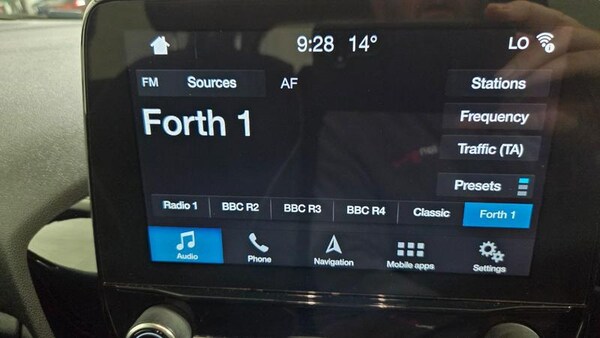 9:28 14° LO
FM Sources AF Stations
Forth 1
Frequency
Traffic (TA)
Presets
Radio 1 BBC R2 BBC R3 BBC R4 Classic Forth 1
Audio Phone Navigation Mobile apps Settings